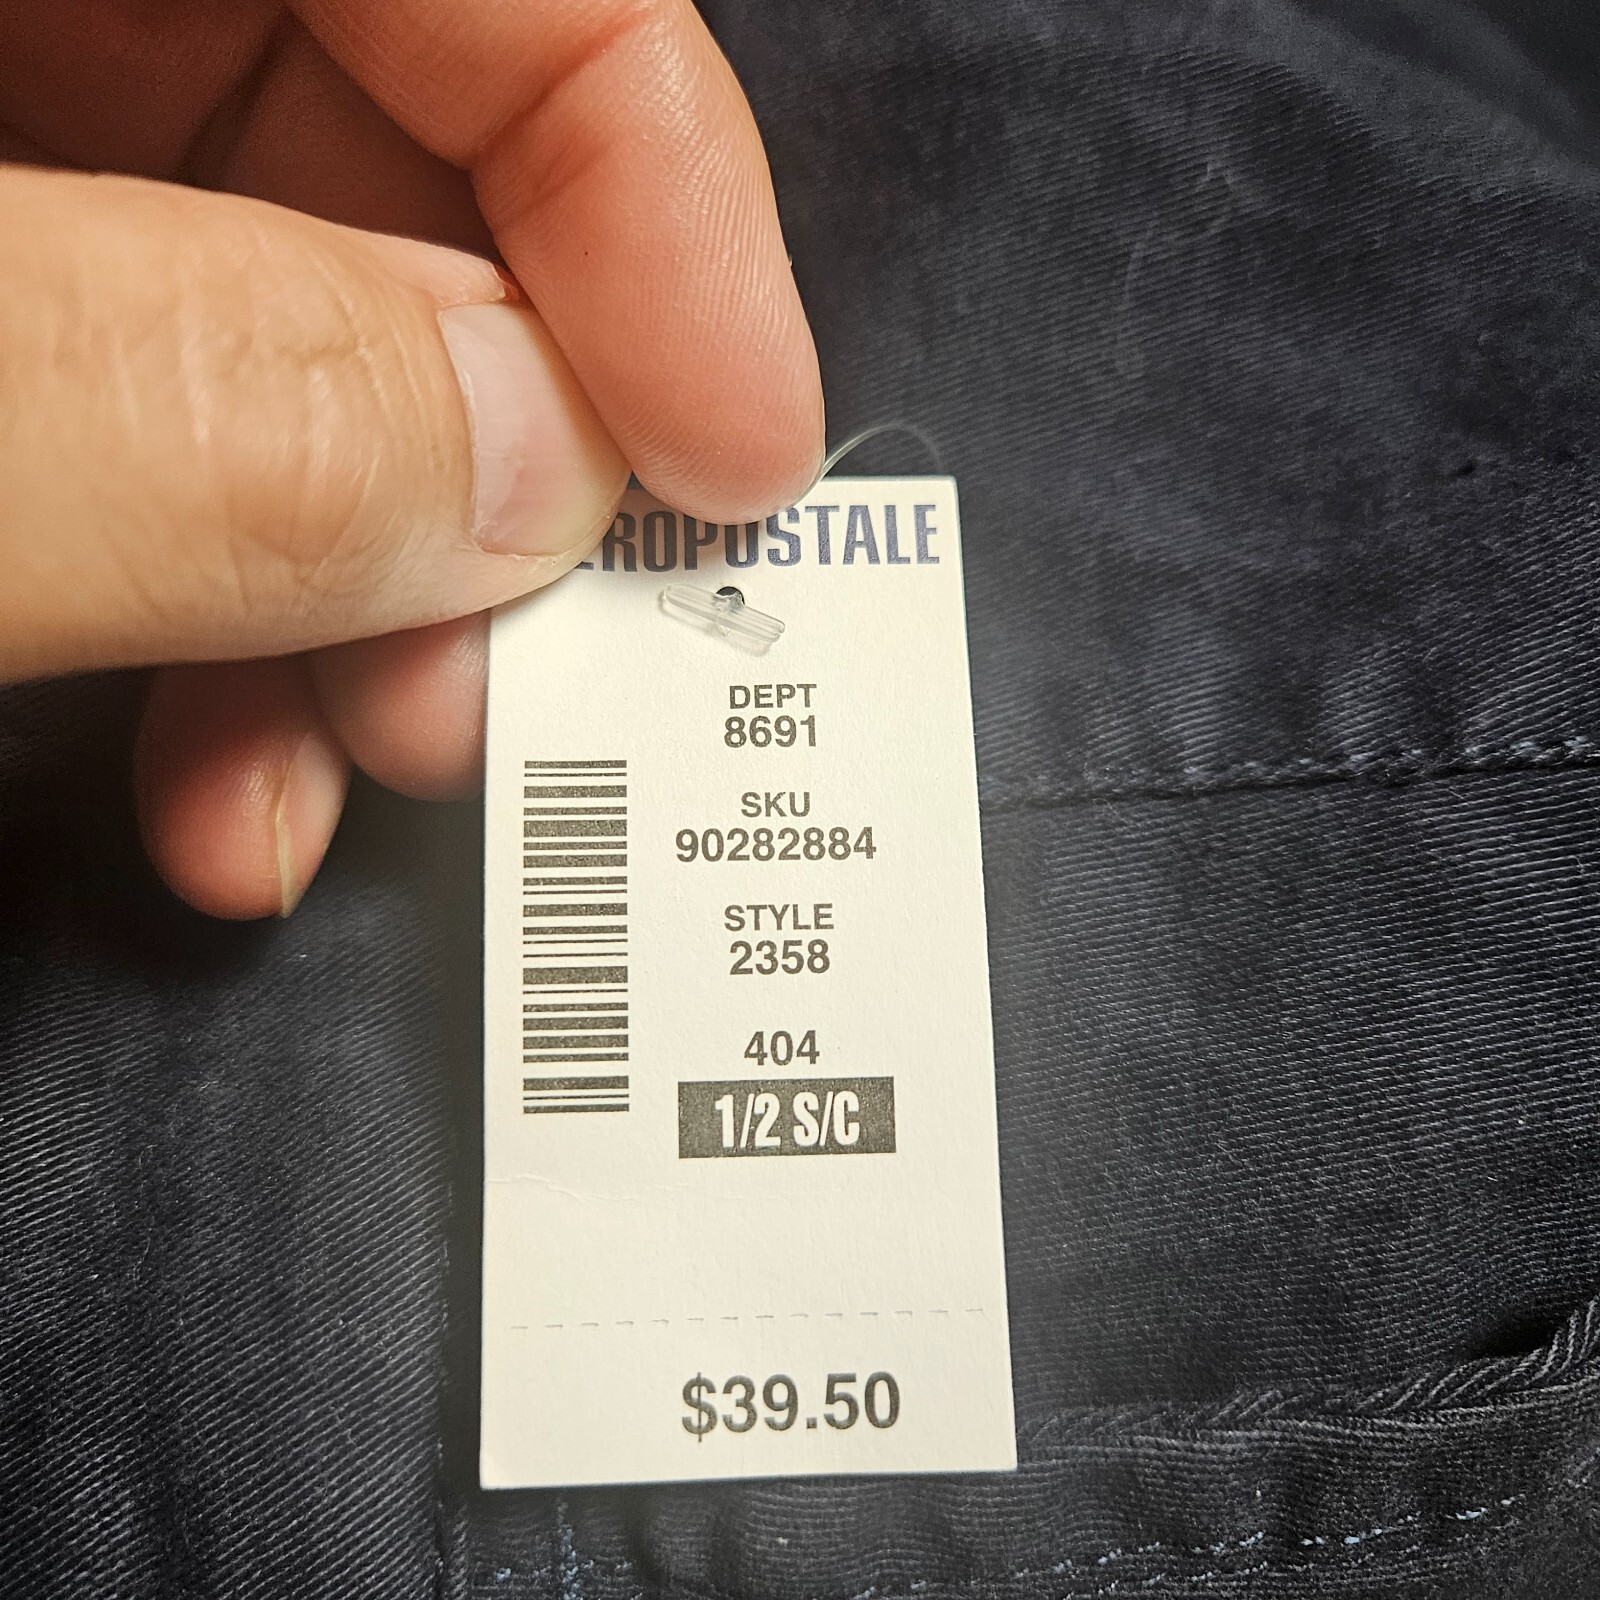 EROPOSTALE
DEPT
8691
SKU
90282884
STYLE
2358
404
1/2 S/C
$39.50